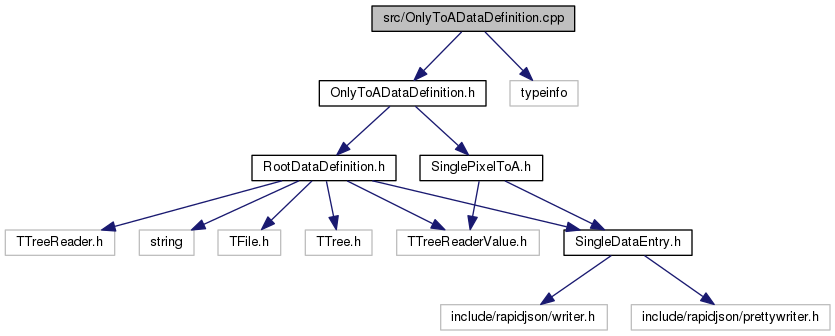 src/OnlyToADataDefinition.cpp
OnlyToADataDefinition.h
typeinfo
RootDataDefinition.h
SinglePixelToA.h
TTreeReader.h
string
TFile.h
TTree.h
TTreeReaderValue.h
SingleDataEntry.h
include/rapidjson/writer.h
include/rapidjson/prettywriter.h